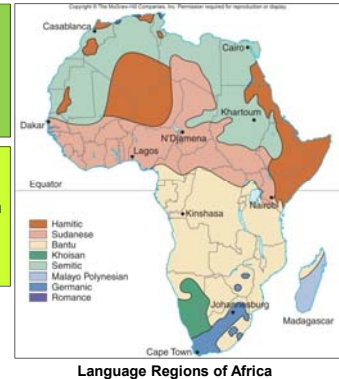 Copyright © The McGraw-Hill Companies, Inc. Permission required for reproduction or display.
Casablanca
Cairo
Dakar
Khartoum
N'Djamena
Lagos
Equator
Nairobi
Kinshasa
Hamitic
Sudanese
Bantu
Khoisan
Semitic
Malayo Polynesian
Germanic
Romance
Johannesburg
Madagascar
Cape Town
Language Regions of Africa